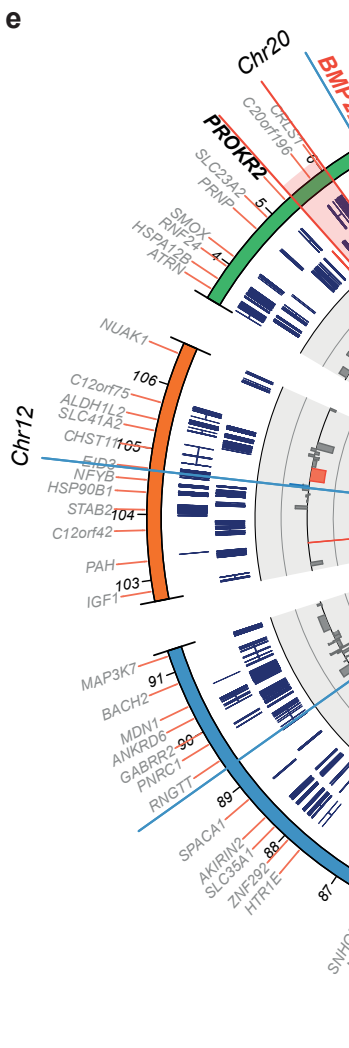 e
Chr20
BMP2
CRLS1
C20orf196
6
PROKR2
SLC23A2
PRNP
5
SMOX
RNF24
HSPA12B
ATRN
4
NUAK1
106
C12orf75
ALDH1L2
SLC41A2
CHST11
105
Chr12
EID3
NFYB
HSP90B1
STAB2
104
C12orf42
PAH
103
IGF1
MAP3K7
91
BACH2
MDN1
ANKRD6
90
GABRR2
PNRC1
RNGTT
89
SPACA1
AKIRIN2
SLC35A1
88
ZNF292
HTR1E
87